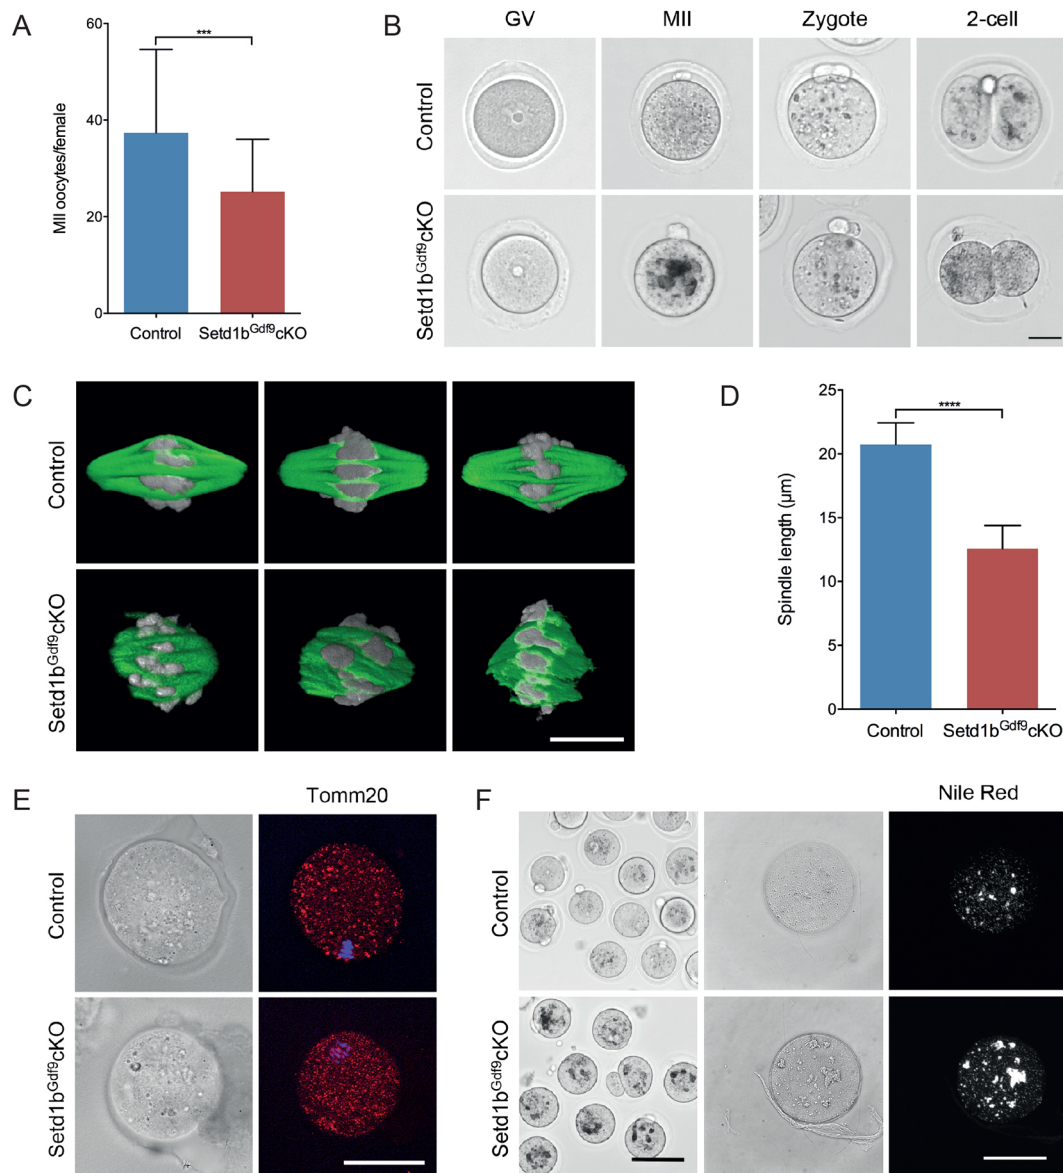 A
60
40
20
0
MII oocytes/female
***
Control
Setd1b^Gdf9cKO
B
GV
MII
Zygote
2-cell
Control
Setd1b^Gdf9cKO
C
Control
Setd1b^Gdf9cKO
D
25
20
15
10
5
0
Spindle length (µm)
****
Control
Setd1b^Gdf9cKO
E
Tomm20
Control
Setd1b^Gdf9cKO
F
Nile Red
Control
Setd1b^Gdf9cKO